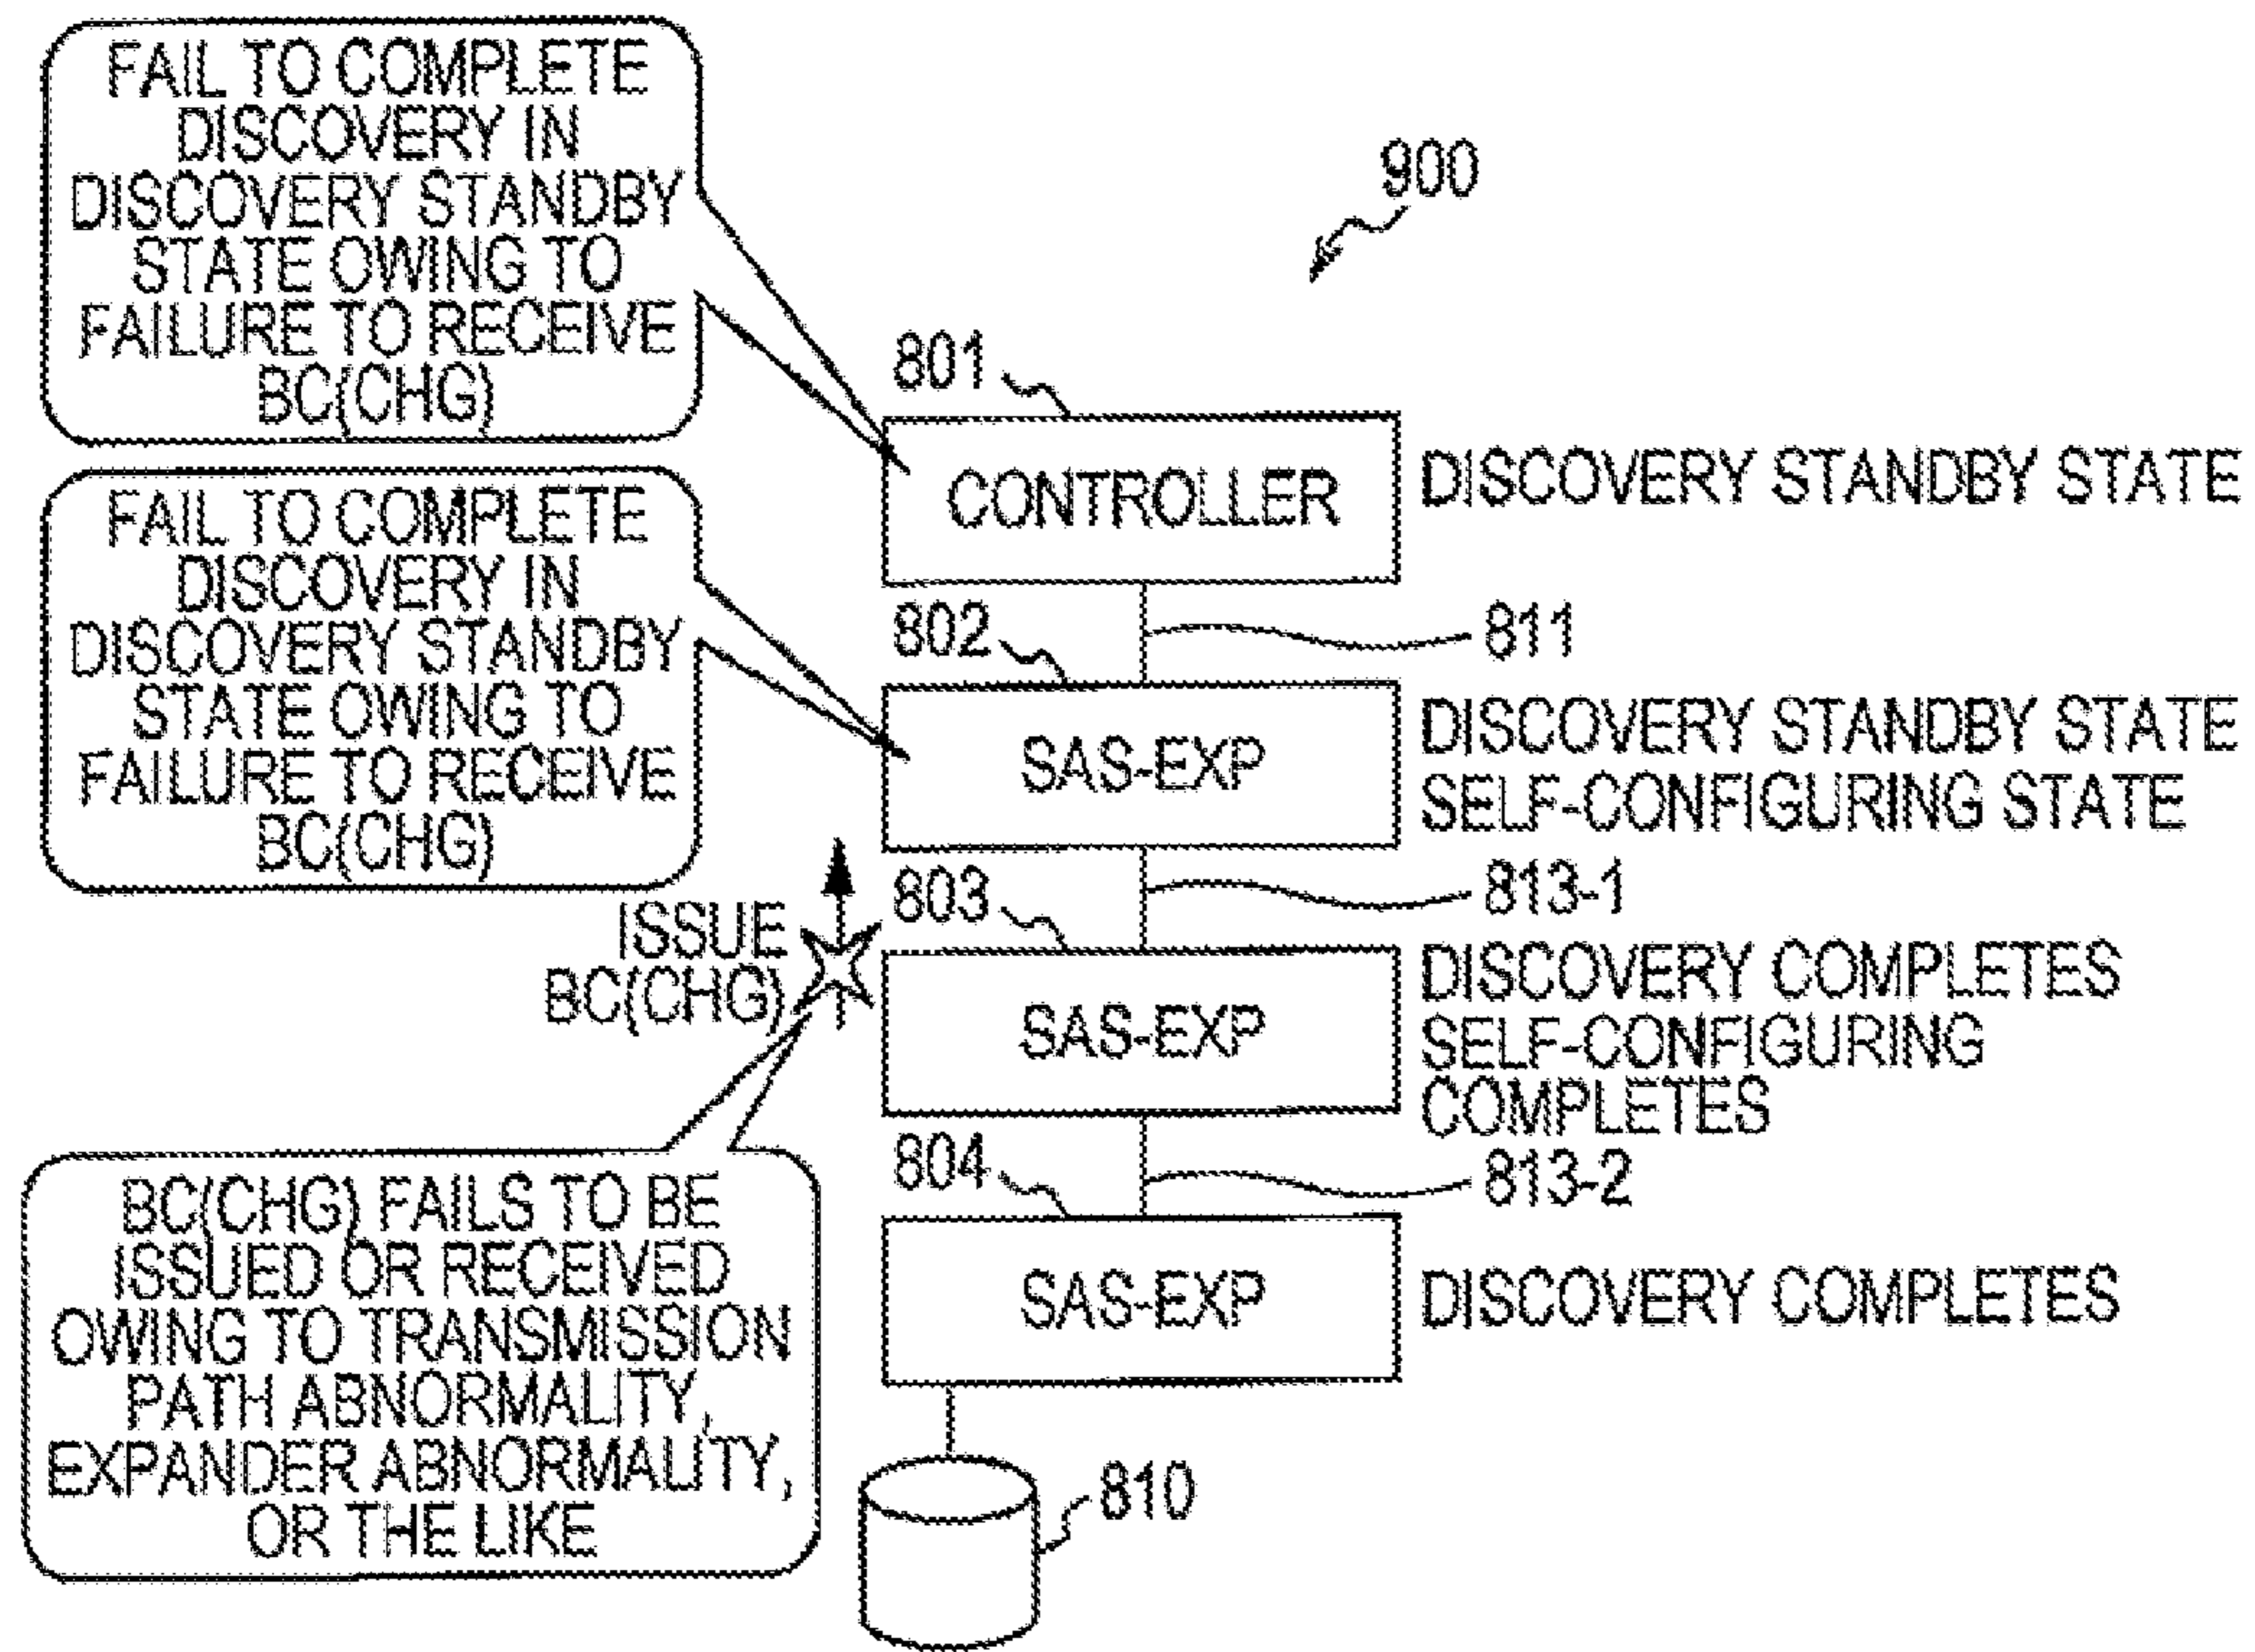 FAIL TO COMPLETE
DISCOVERY IN
DISCOVERY STANDBY
STATE OWING TO
FAILURE TO RECEIVE
BC(CHG)
900
801
CONTROLLER
DISCOVERY STANDBY STATE
811
FAIL TO COMPLETE
DISCOVERY IN
DISCOVERY STANDBY
STATE OWING TO
FAILURE TO RECEIVE
BC(CHG)
802
SAS-EXP
DISCOVERY STANDBY STATE
SELF-CONFIGURING STATE
813-1
ISSUE
BC(CHG)
803
SAS-EXP
DISCOVERY COMPLETES
SELF-CONFIGURING
COMPLETES
813-2
BC(CHG) FAILS TO BE
ISSUED OR RECEIVED
OWING TO TRANSMISSION
PATH ABNORMALITY,
EXPANDER ABNORMALITY,
OR THE LIKE
804
SAS-EXP
DISCOVERY COMPLETES
810